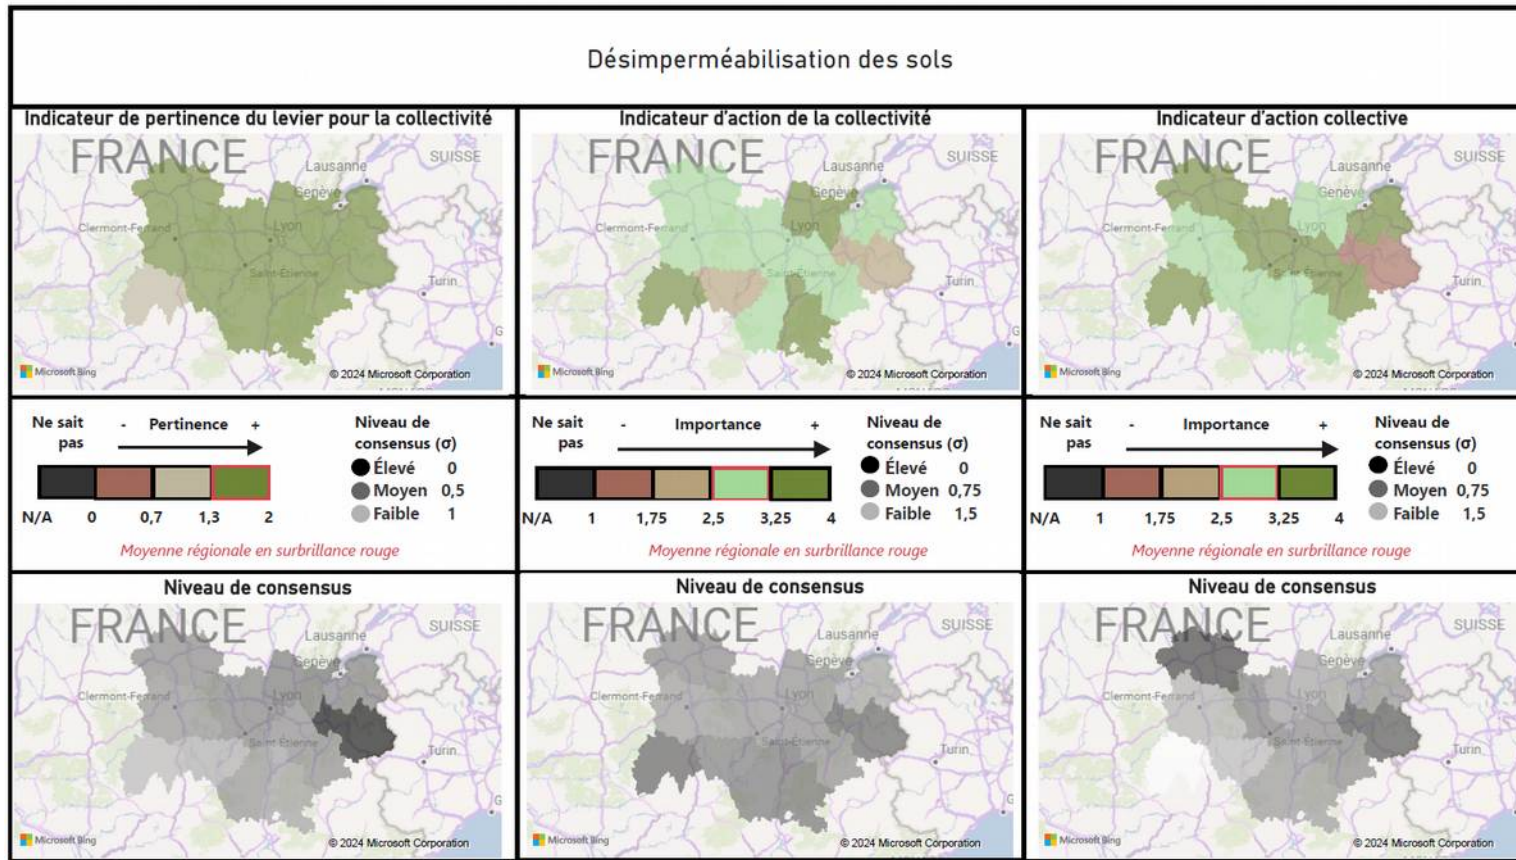 Désimperméabilisation des sols
Indicateur de pertinence du levier pour la collectivité
Indicateur d'action de la collectivité
Indicateur d'action collective
FRANCE
Lausanne
SUISSE
Genève
Clermont-Ferrand
Lyon
Saint-Étienne
Turin
Microsoft Bing
© 2024 Microsoft Corporation
FRANCE
Lausanne
SUISSE
Genève
Clermont-Ferrand
Lyon
Saint-Étienne
Turin
Microsoft Bing
© 2024 Microsoft Corporation
FRANCE
Lausanne
SUISSE
Genève
Clermont-Ferrand
Lyon
Saint-Étienne
Turin
Microsoft Bing
© 2024 Microsoft Corporation
Ne sait pas
- Pertinence +
N/A 0 0,7 1,3 2
Niveau de consensus (σ)
Élevé 0
Moyen 0,5
Faible 1
Moyenne régionale en surbrillance rouge
Ne sait pas
- Importance +
N/A 1 1,75 2,5 3,25 4
Niveau de consensus (σ)
Élevé 0
Moyen 0,75
Faible 1,5
Moyenne régionale en surbrillance rouge
Ne sait pas
- Importance +
N/A 1 1,75 2,5 3,25 4
Niveau de consensus (σ)
Élevé 0
Moyen 0,75
Faible 1,5
Moyenne régionale en surbrillance rouge
Niveau de consensus
FRANCE
Lausanne
SUISSE
Genève
Clermont-Ferrand
Lyon
Saint-Étienne
Turin
Microsoft Bing
© 2024 Microsoft Corporation
Niveau de consensus
FRANCE
Lausanne
SUISSE
Genève
Clermont-Ferrand
Lyon
Saint-Étienne
Turin
Microsoft Bing
© 2024 Microsoft Corporation
Niveau de consensus
FRANCE
Lausanne
SUISSE
Genève
Clermont-Ferrand
Lyon
Saint-Étienne
Turin
Microsoft Bing
© 2024 Microsoft Corporation